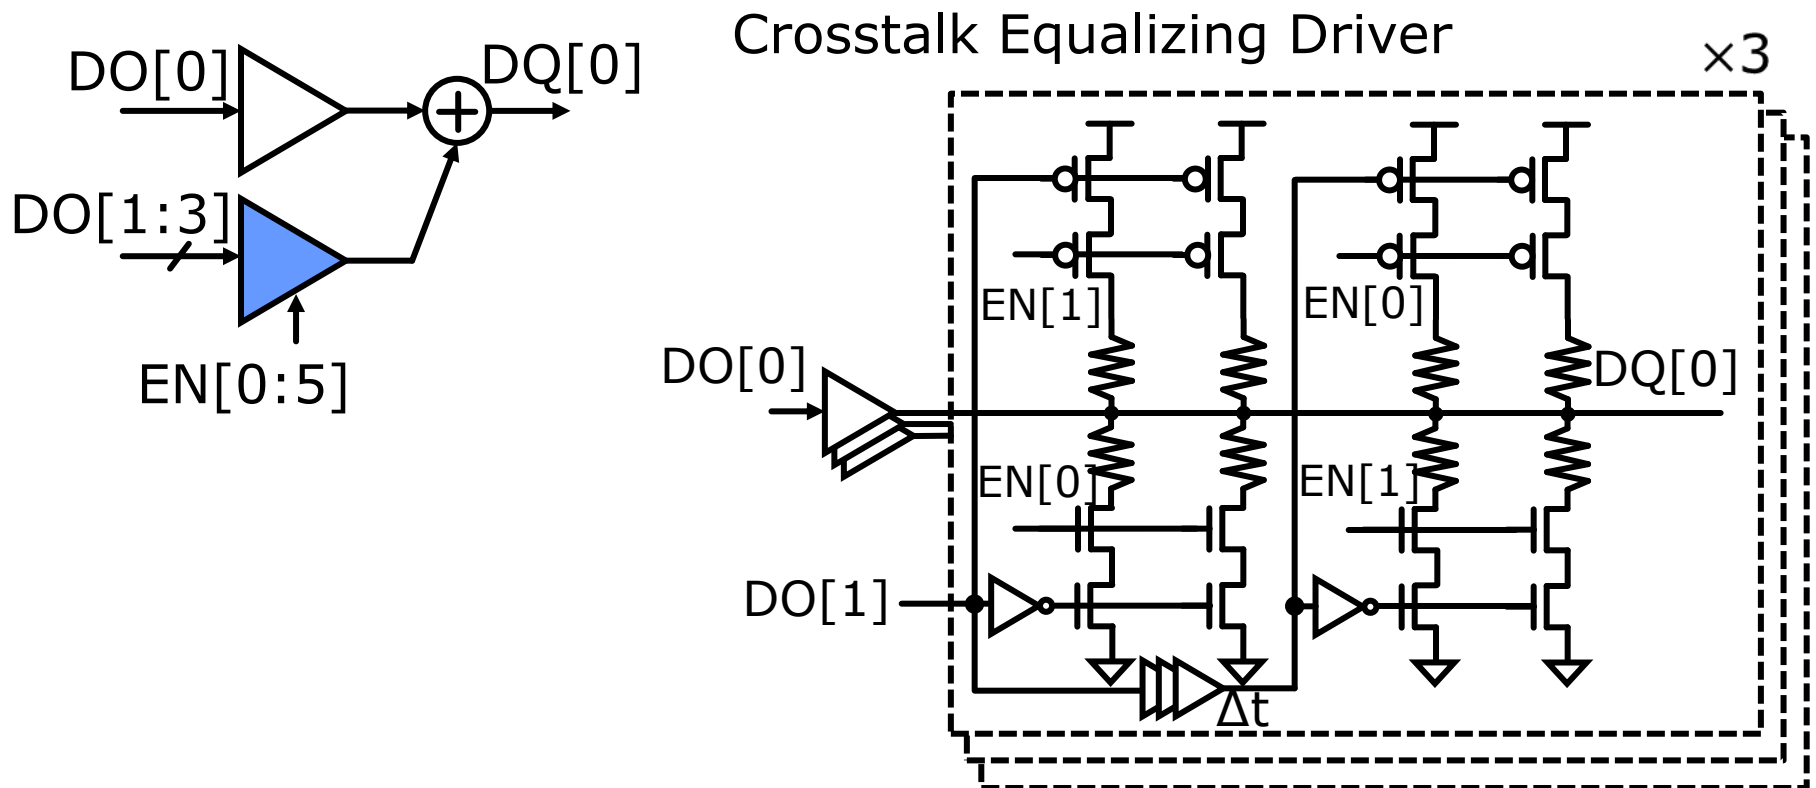 Crosstalk Equalizing Driver
×3
DO[0]
DQ[0]
DO[1:3]
EN[0:5]
EN[1]
EN[0]
DO[0]
DQ[0]
EN[0]
EN[1]
DO[1]
Δt